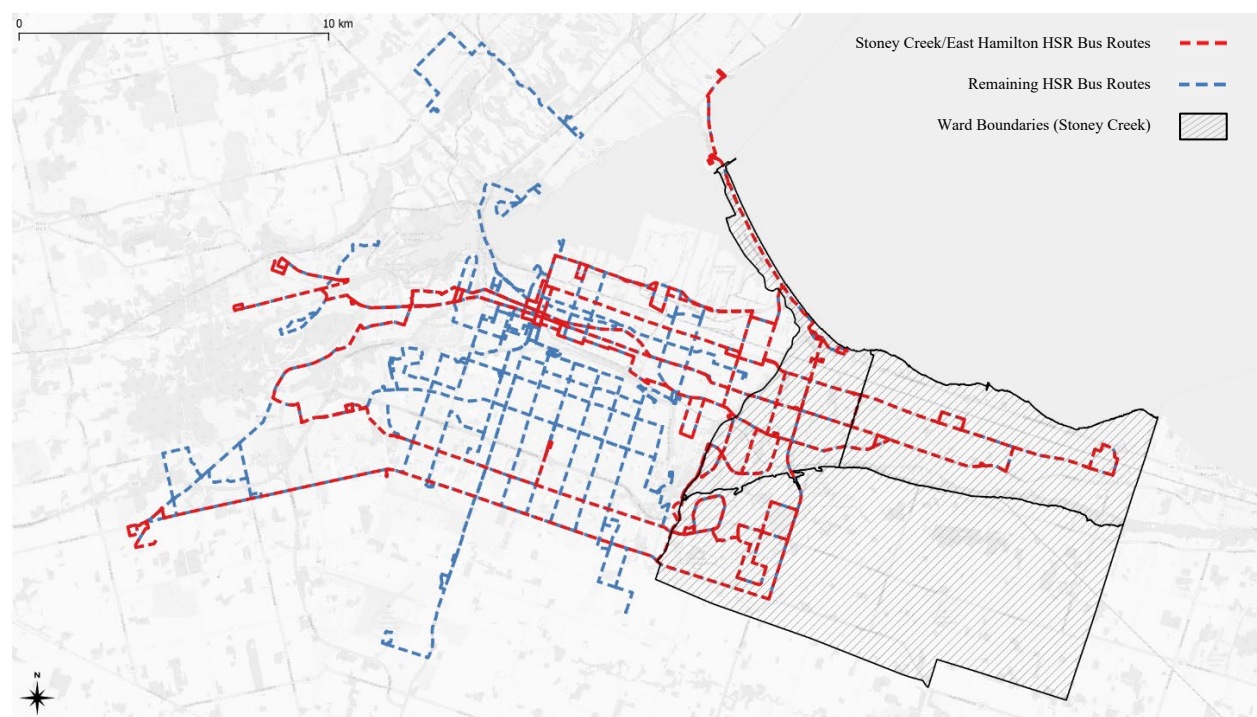 0
10 km
Stoney Creek/East Hamilton HSR Bus Routes
Remaining HSR Bus Routes
Ward Boundaries (Stoney Creek)
N